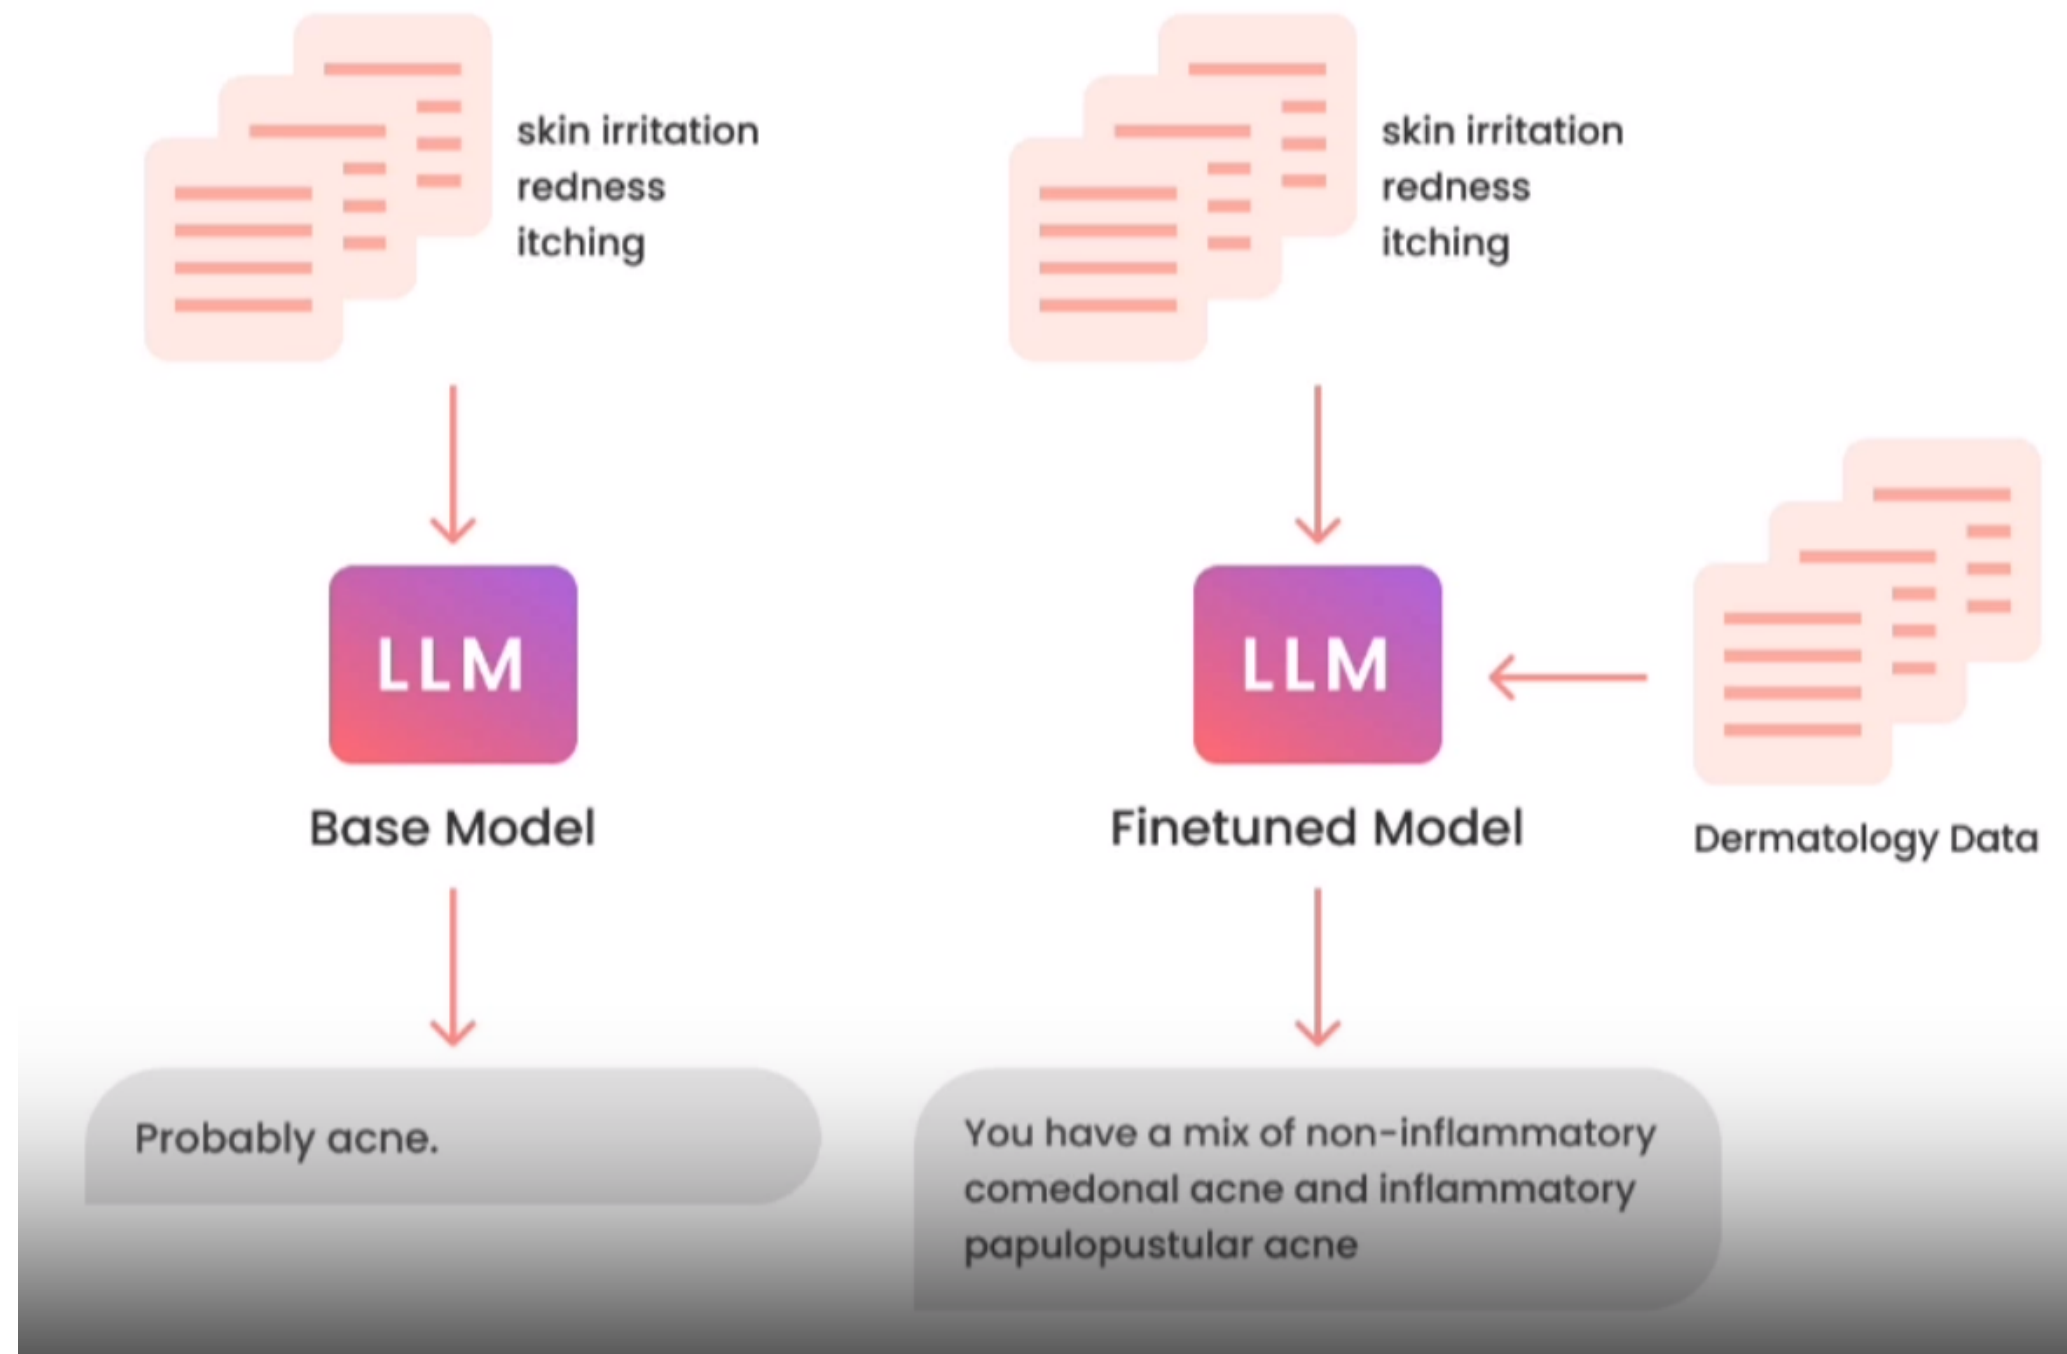 skin irritation
redness
itching
LLM
Base Model
Probably acne.
skin irritation
redness
itching
LLM
Finetuned Model
Dermatology Data
You have a mix of non-inflammatory
comedonal acne and inflammatory
papulopustular acne